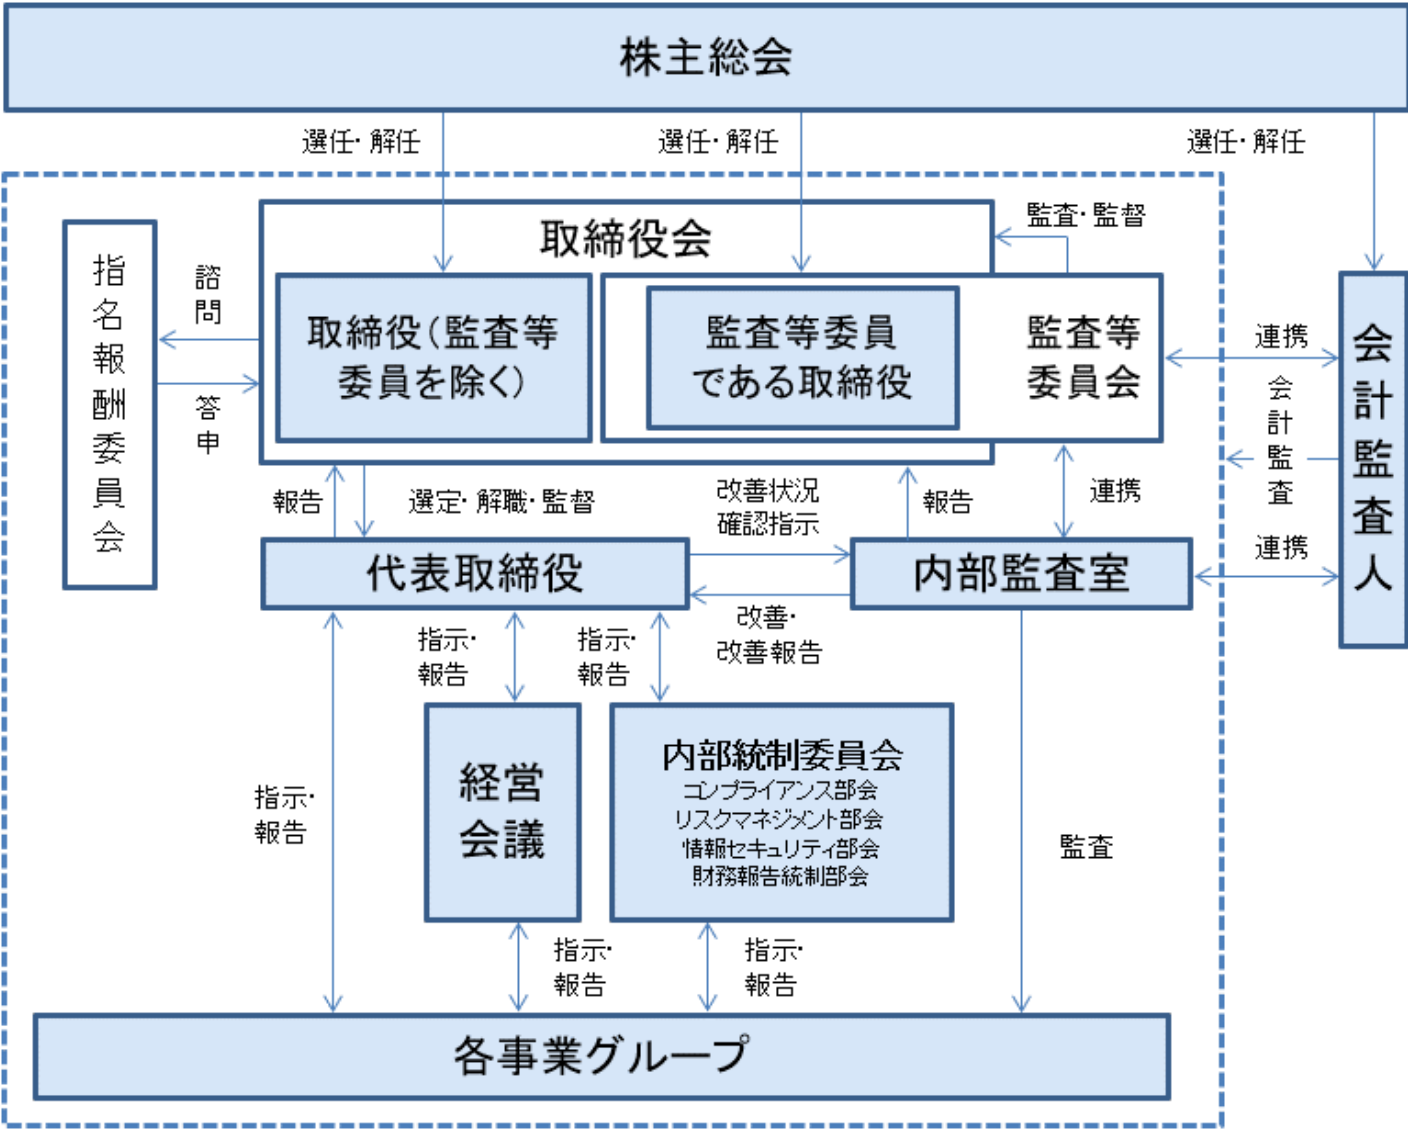 株主総会
選任・解任
選任・解任
選任・解任
取締役会
監査・監督
指名報酬委員会
諮問
答申
取締役（監査等
委員を除く）
監査等委員
である取締役
監査等
委員会
連携
会計監査
会計監査人
報告
選定・解職・監督
改善状況
確認指示
報告
連携
連携
代表取締役
内部監査室
改善・
改善報告
指示・
報告
指示・
報告
経営
会議
内部統制委員会
コンプライアンス部会
リスクマネジメント部会
情報セキュリティ部会
財務報告統制部会
指示・
報告
監査
指示・
報告
指示・
報告
各事業グループ